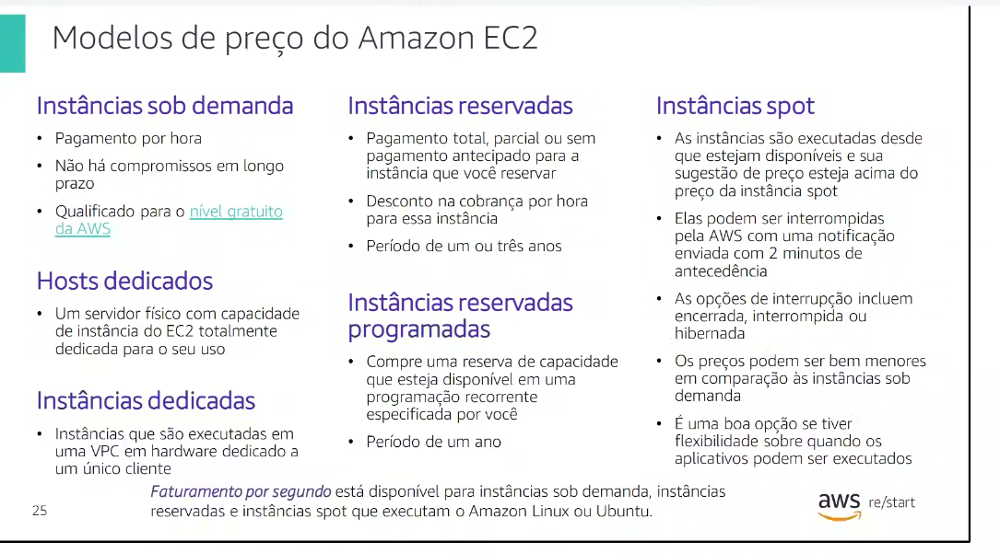 Modelos de preço do Amazon EC2
Instâncias sob demanda
• Pagamento por hora
• Não há compromissos em longo
prazo
• Qualificado para o nível gratuito
da AWS
Hosts dedicados
• Um servidor físico com capacidade
de instância do EC2 totalmente
dedicada para o seu uso
Instâncias dedicadas
• Instâncias que são executadas em
uma VPC em hardware dedicado a
um único cliente
Instâncias reservadas
• Pagamento total, parcial ou sem
pagamento antecipado para a
instância que você reservar
• Desconto na cobrança por hora
para essa instância
• Período de um ou três anos
Instâncias reservadas
programadas
• Compre uma reserva de capacidade
que esteja disponível em uma
programação recorrente
especificada por você
• Período de um ano
Instâncias spot
• As instâncias são executadas desde
que estejam disponíveis e sua
sugestão de preço esteja acima do
preço da instância spot
• Elas podem ser interrompidas
pela AWS com uma notificação
enviada com 2 minutos de
antecedência
• As opções de interrupção incluem
encerrada, interrompida ou
hibernada
• Os preços podem ser bem menores
em comparação às instâncias sob
demanda
• É uma boa opção se tiver
flexibilidade sobre quando os
aplicativos podem ser executados
Faturamento por segundo está disponível para instâncias sob demanda, instâncias
reservadas e instâncias spot que executam o Amazon Linux ou Ubuntu.
25
aws re/start